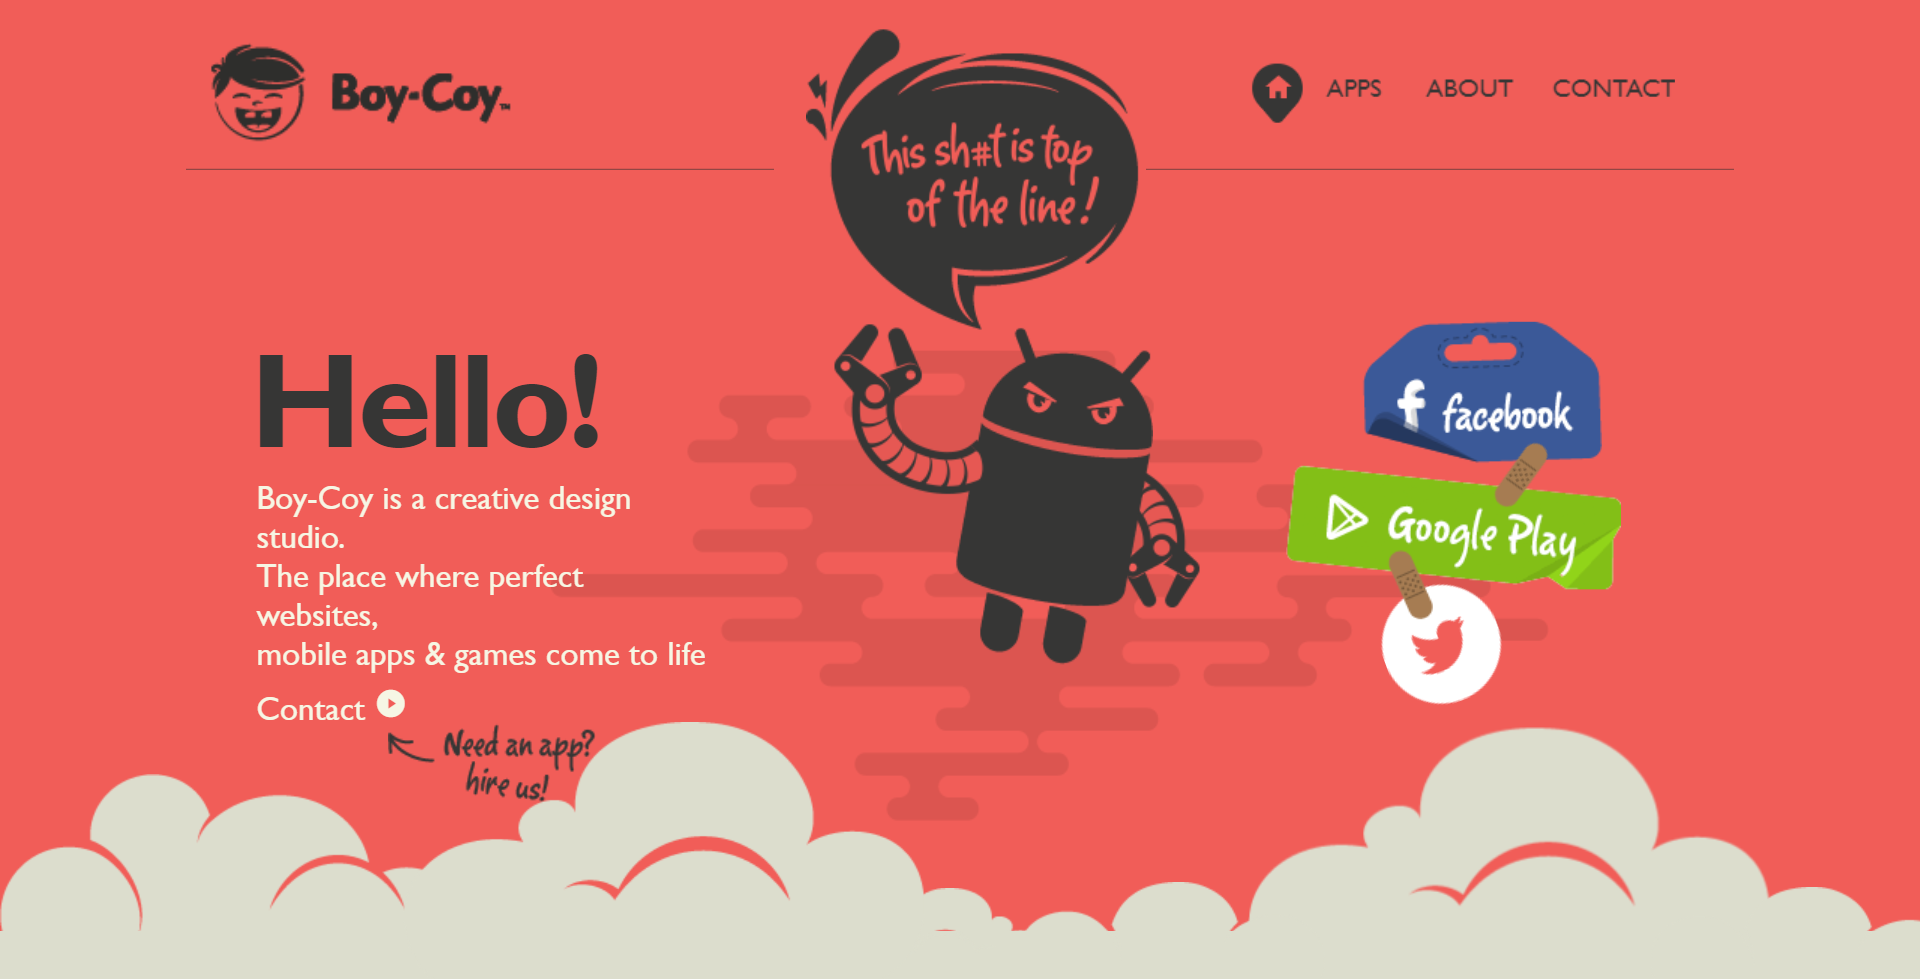 Boy-Coy™
This sh#t is top
of the line!
APPS
ABOUT
CONTACT
Hello!
Boy-Coy is a creative design
studio.
The place where perfect
websites,
mobile apps & games come to life
Contact
Need an app?
hire us!
f facebook
Google Play